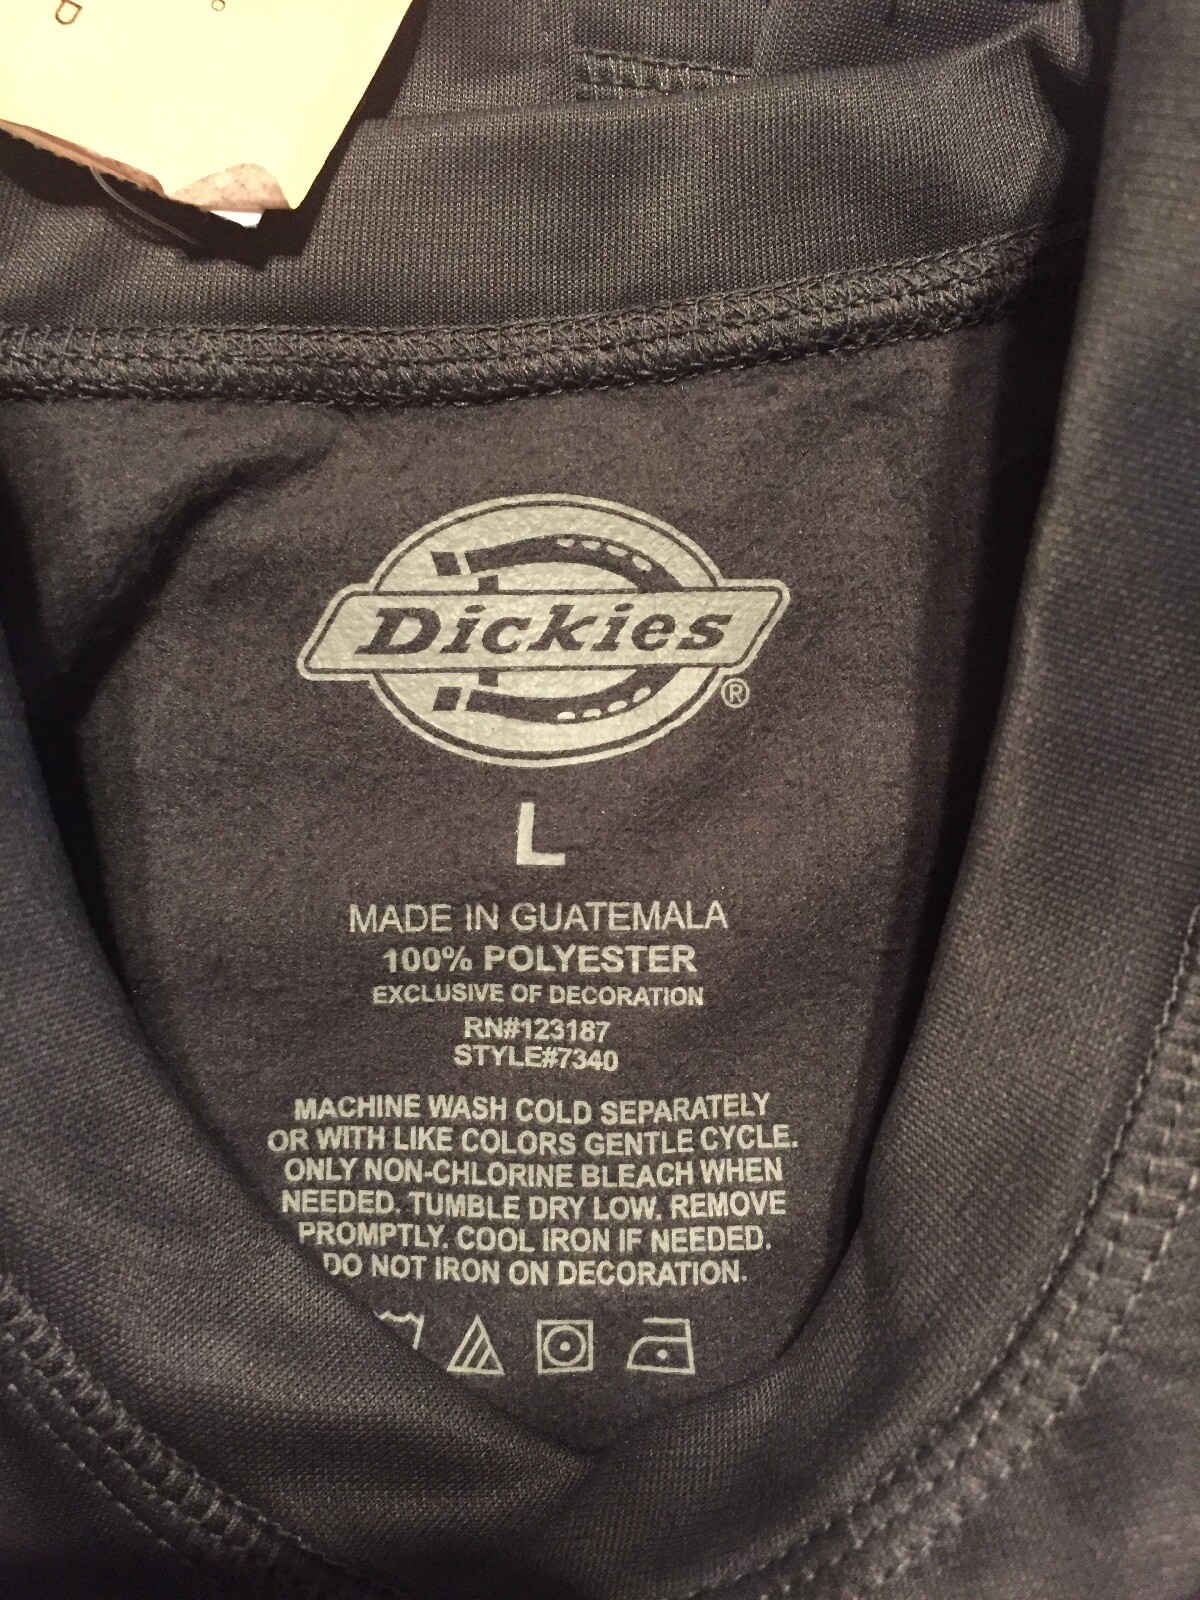 Dickies®
L
MADE IN GUATEMALA
100% POLYESTER
EXCLUSIVE OF DECORATION
RN#123187
STYLE#7340
MACHINE WASH COLD SEPARATELY
OR WITH LIKE COLORS GENTLE CYCLE.
ONLY NON-CHLORINE BLEACH WHEN
NEEDED. TUMBLE DRY LOW. REMOVE
PROMPTLY. COOL IRON IF NEEDED.
DO NOT IRON ON DECORATION.